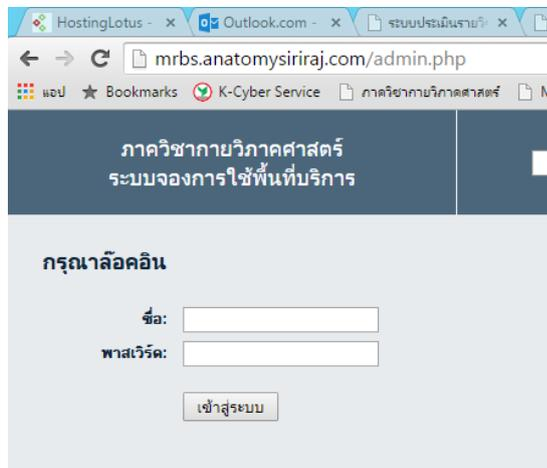 HostingLotus -
Outlook.com -
ระบบประเมินรายวิ
mrbs.anatomysiriraj.com/admin.php
แอป Bookmarks K-Cyber Service ภาควิชากายวิภาคศาสตร์
ภาควิชากายวิภาคศาสตร์
ระบบจองการใช้พื้นที่บริการ
กรุณาล๊อคอิน
ชื่อ:
พาสเวิร์ด:
เข้าสู่ระบบ